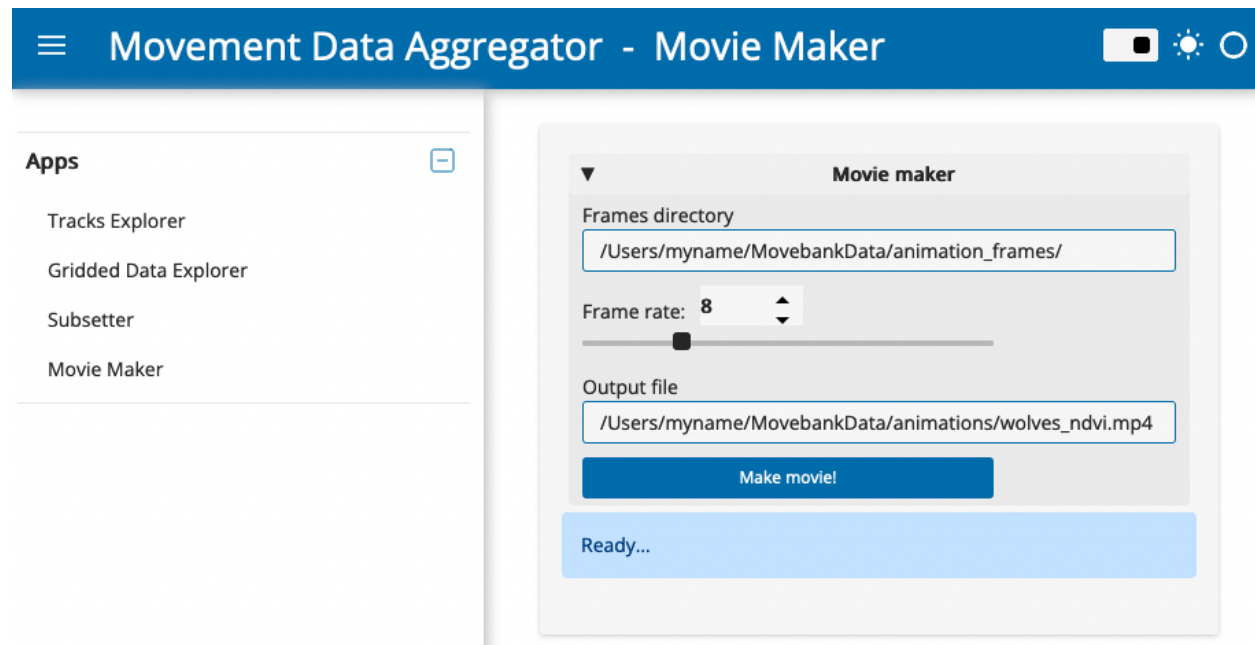 Movement Data Aggregator - Movie Maker
Apps
Tracks Explorer
Gridded Data Explorer
Subsetter
Movie Maker
Movie maker
Frames directory
/Users/myname/MovebankData/animation_frames/
Frame rate: 8
Output file
/Users/myname/MovebankData/animations/wolves_ndvi.mp4
Make movie!
Ready...